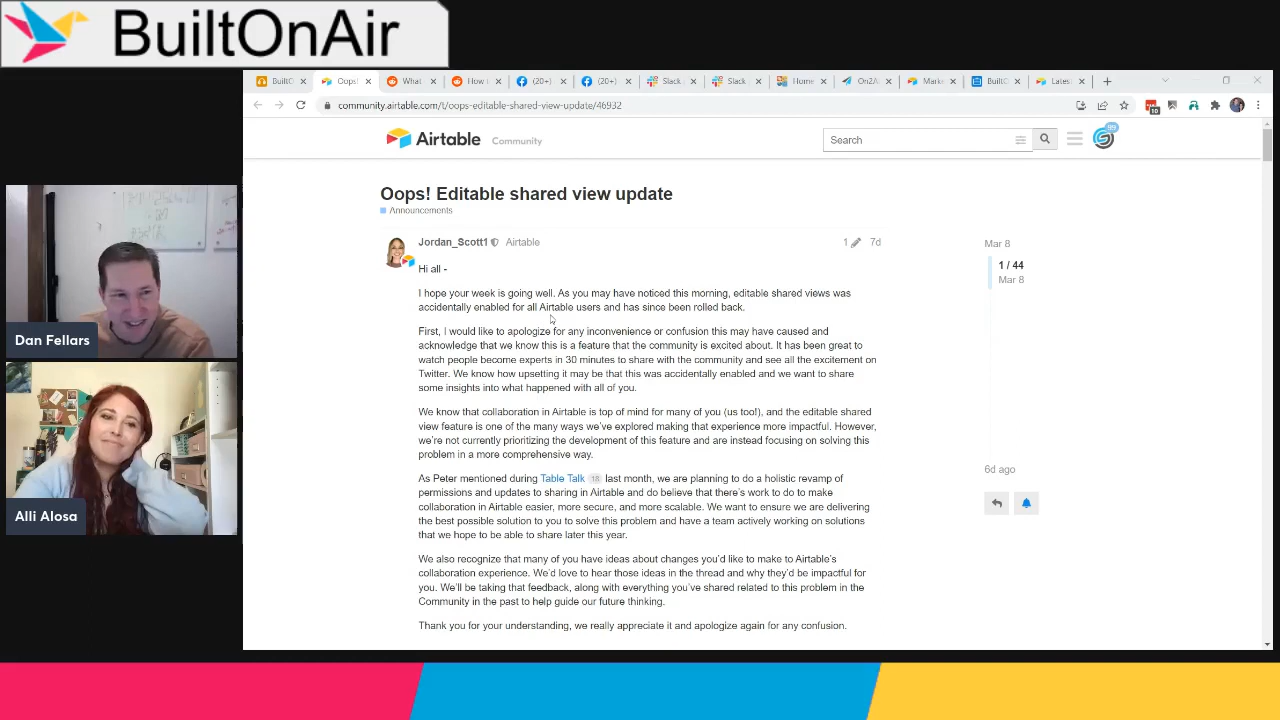 BuiltOnAir
BuiltO
Oops!
What
How
(20+)
(20+)
Slack
Slack
Home
On2A
Marke
BuiltC
Latest
community.airtable.com/t/oops-editable-shared-view-update/46932
10
Airtable Community
Search
99
Oops! Editable shared view update
Announcements
Jordan_Scott1 Airtable 1 7d
Hi all -
I hope your week is going well. As you may have noticed this morning, editable shared views was
accidentally enabled for all Airtable users and has since been rolled back.
First, I would like to apologize for any inconvenience or confusion this may have caused and
acknowledge that we know this is a feature that the community is excited about. It has been great to
watch people become experts in 30 minutes to share with the community and see all the excitement on
Twitter. We know how upsetting it may be that this was accidentally enabled and we want to share
some insights into what happened with all of you.
We know that collaboration in Airtable is top of mind for many of you (us too!), and the editable shared
view feature is one of the many ways we've explored making that experience more impactful. However,
we're not currently prioritizing the development of this feature and are instead focusing on solving this
problem in a more comprehensive way.
As Peter mentioned during Table Talk 18 last month, we are planning to do a holistic revamp of
permissions and updates to sharing in Airtable and do believe that there's work to do to make
collaboration in Airtable easier, more secure, and more scalable. We want to ensure we are delivering
the best possible solution to you to solve this problem and have a team actively working on solutions
that we hope to be able to share later this year.
We also recognize that many of you have ideas about changes you'd like to make to Airtable's
collaboration experience. We'd love to hear those ideas in the thread and why they'd be impactful for
you. We'll be taking that feedback, along with everything you've shared related to this problem in the
Community in the past to help guide our future thinking.
Thank you for your understanding, we really appreciate it and apologize again for any confusion.
Mar 8
1 / 44
Mar 8
6d ago
Dan Fellars
Alli Alosa